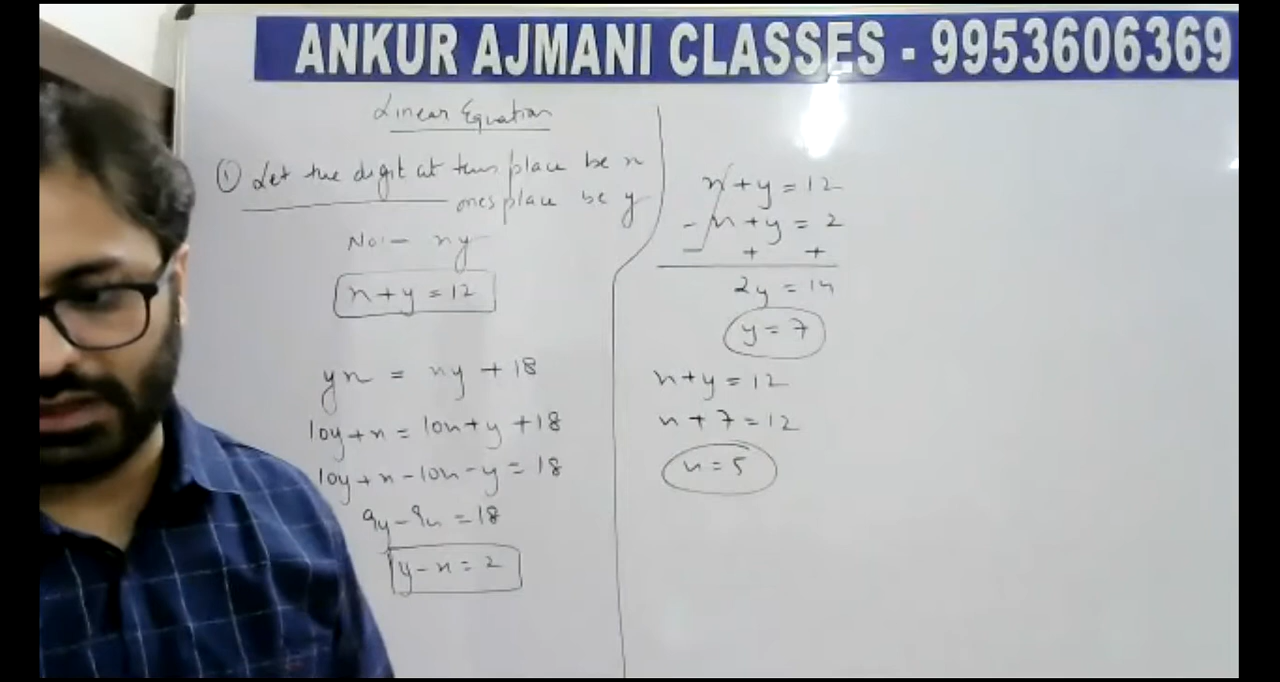 ANKUR AJMANI CLASSES - 9953606369
Linear Equation
① Let the digit at tens place be x
ones place be y
No:- xy
x+y=12
yx = xy + 18
10y+x = 10x+y+18
10y+x-10x-y=18
9y-9x=18
y-x=2
x+y=12
-x+y=2
- + +
2y=14
y=7
x+y=12
x+7=12
x=5